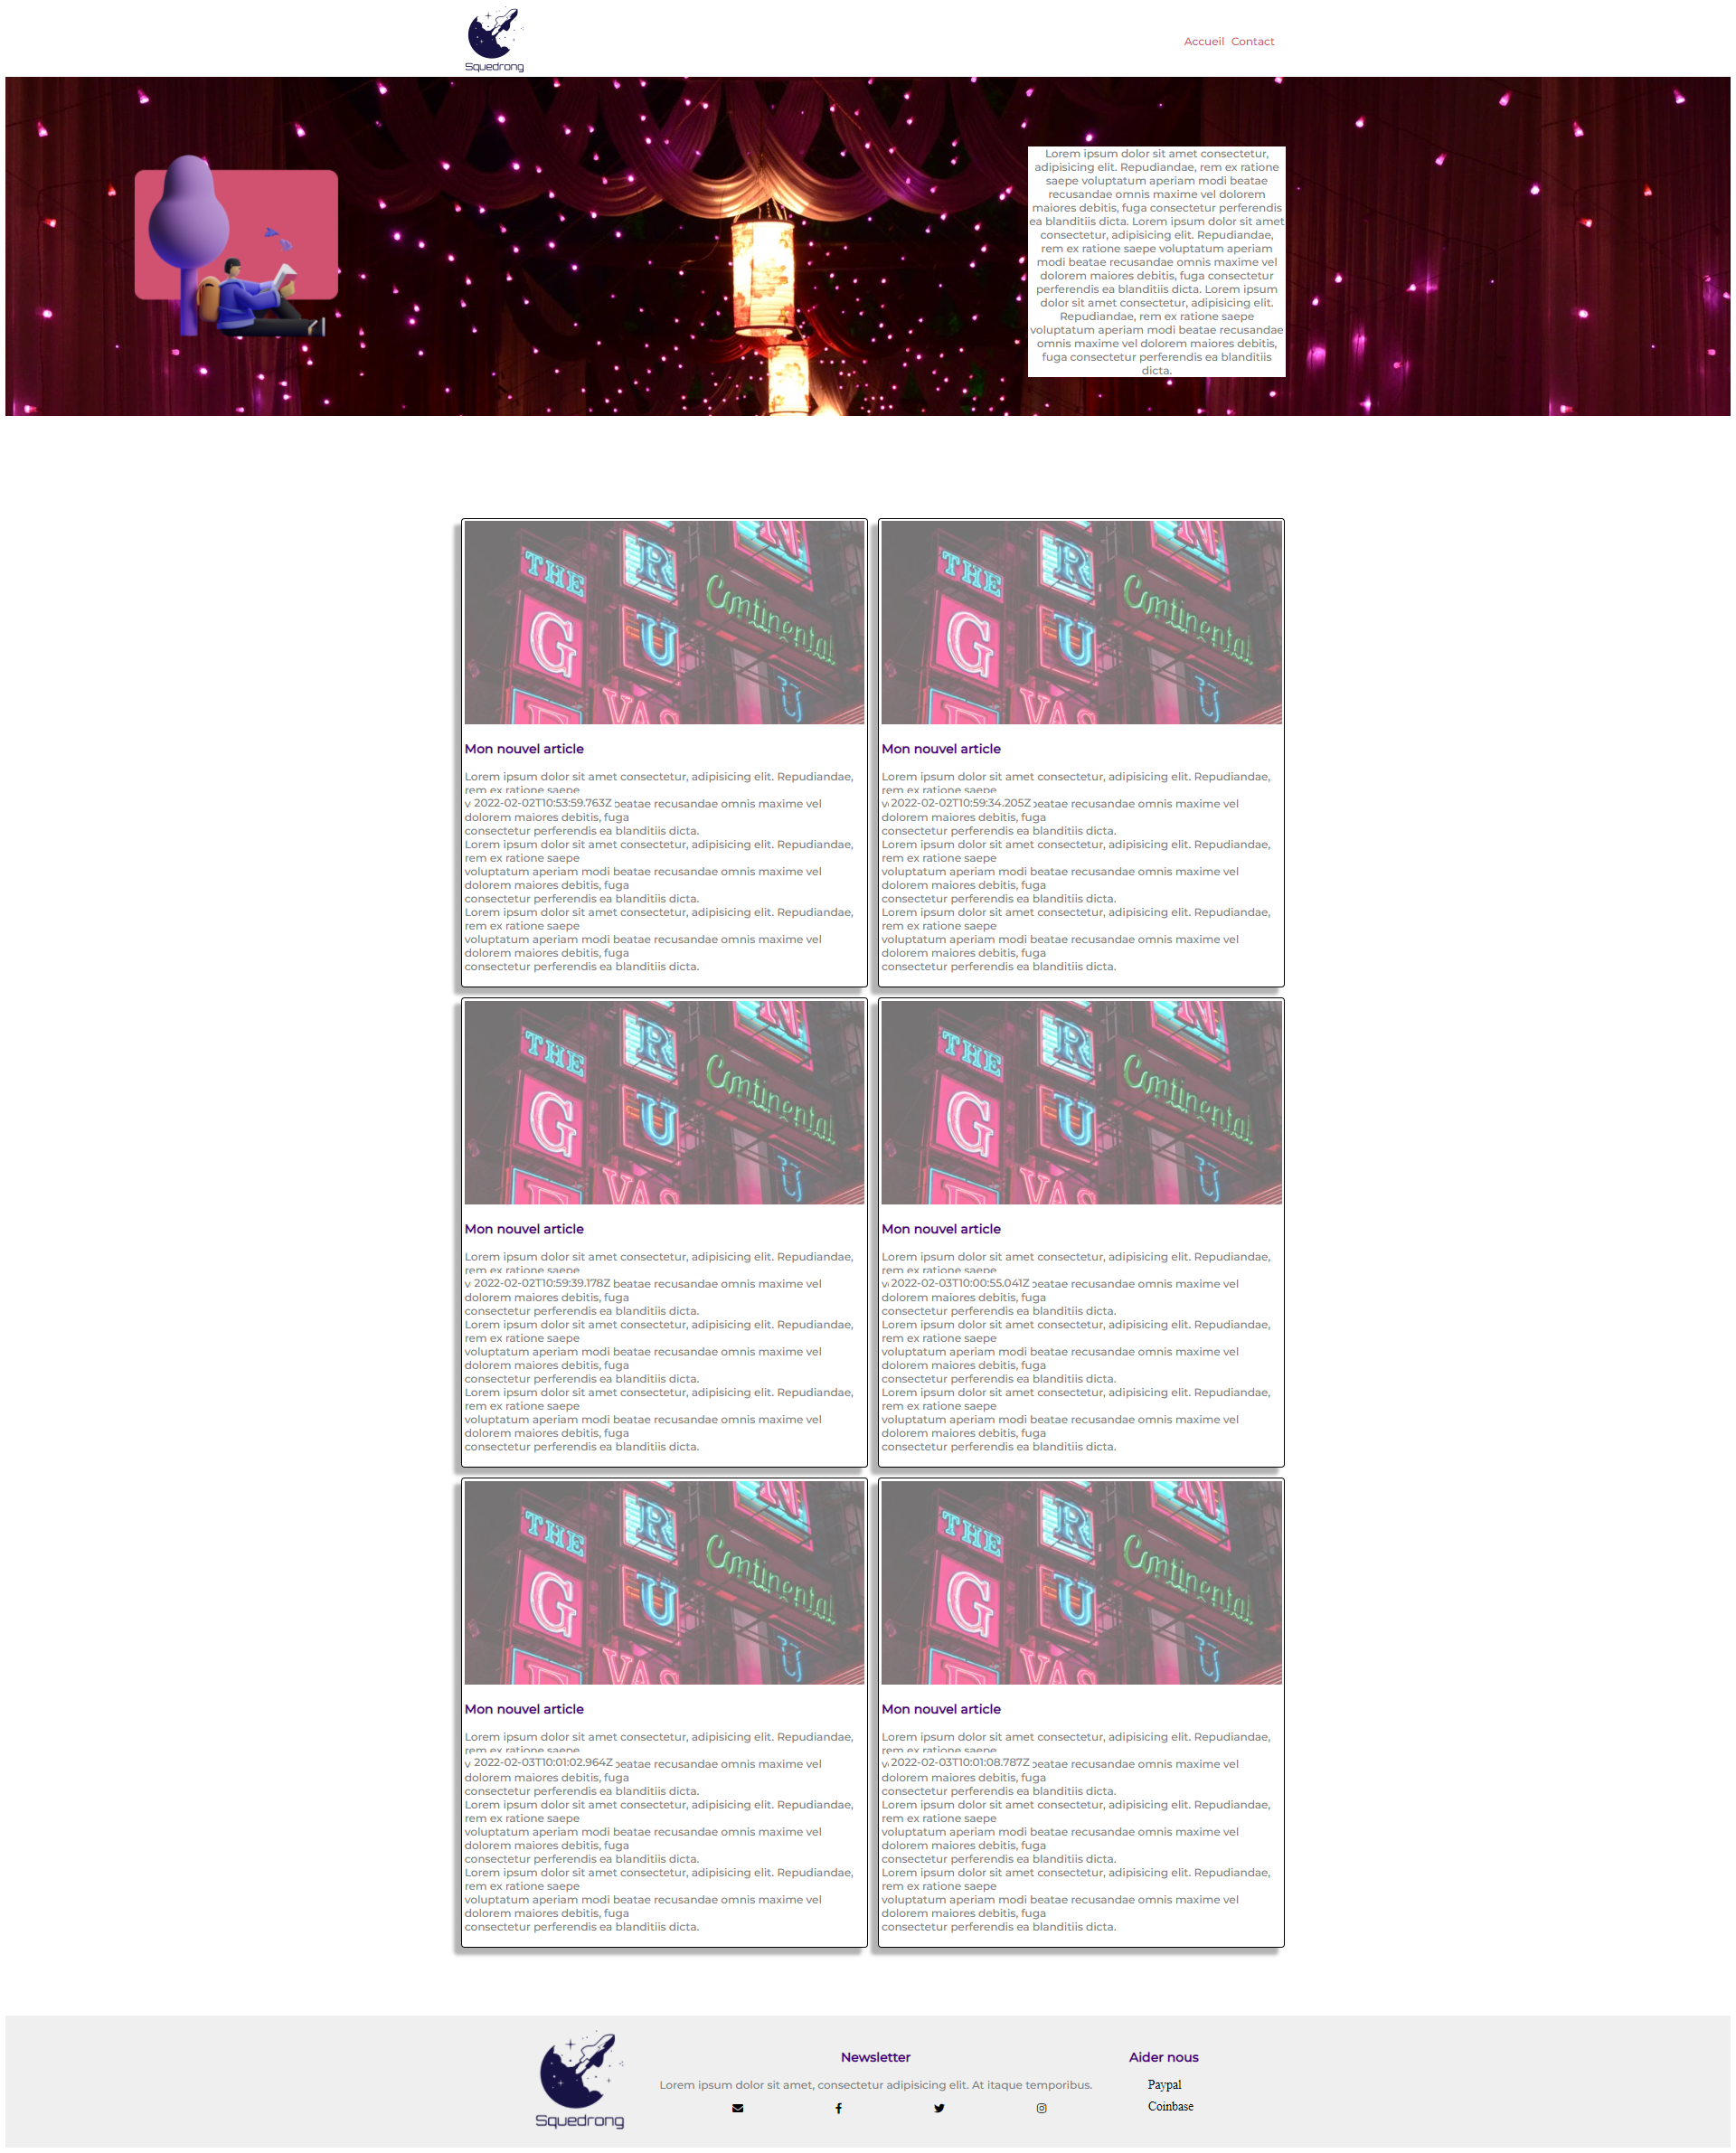 Squedrong
Accueil Contact
Lorem ipsum dolor sit amet consectetur,
adipisicing elit. Repudiandae, rem ex ratione
saepe voluptatum aperiam modi beatae
recusandae omnis maxime vel dolorem
maiores debitis, fuga consectetur perferendis
ea blanditiis dicta. Lorem ipsum dolor sit amet
consectetur, adipisicing elit. Repudiandae,
rem ex ratione saepe voluptatum aperiam
modi beatae recusandae omnis maxime vel
dolorem maiores debitis, fuga consectetur
perferendis ea blanditiis dicta. Lorem ipsum
dolor sit amet consectetur, adipisicing elit.
Repudiandae, rem ex ratione saepe
voluptatum aperiam modi beatae recusandae
omnis maxime vel dolorem maiores debitis,
fuga consectetur perferendis ea blanditiis
dicta.
THE
G
R
U
N
Continental
VAS
U
Mon nouvel article
Lorem ipsum dolor sit amet consectetur, adipisicing elit. Repudiandae,
rem ex ratione saepe
2022-02-02T10:53:59.763Z beatae recusandae omnis maxime vel
dolorem maiores debitis, fuga
consectetur perferendis ea blanditiis dicta.
Lorem ipsum dolor sit amet consectetur, adipisicing elit. Repudiandae,
rem ex ratione saepe
voluptatum aperiam modi beatae recusandae omnis maxime vel
dolorem maiores debitis, fuga
consectetur perferendis ea blanditiis dicta.
Lorem ipsum dolor sit amet consectetur, adipisicing elit. Repudiandae,
rem ex ratione saepe
voluptatum aperiam modi beatae recusandae omnis maxime vel
dolorem maiores debitis, fuga
consectetur perferendis ea blanditiis dicta.
THE
G
R
U
N
Continental
VAS
U
Mon nouvel article
Lorem ipsum dolor sit amet consectetur, adipisicing elit. Repudiandae,
rem ex ratione saepe
2022-02-02T10:59:34.205Z beatae recusandae omnis maxime vel
dolorem maiores debitis, fuga
consectetur perferendis ea blanditiis dicta.
Lorem ipsum dolor sit amet consectetur, adipisicing elit. Repudiandae,
rem ex ratione saepe
voluptatum aperiam modi beatae recusandae omnis maxime vel
dolorem maiores debitis, fuga
consectetur perferendis ea blanditiis dicta.
Lorem ipsum dolor sit amet consectetur, adipisicing elit. Repudiandae,
rem ex ratione saepe
voluptatum aperiam modi beatae recusandae omnis maxime vel
dolorem maiores debitis, fuga
consectetur perferendis ea blanditiis dicta.
THE
G
R
U
N
Continental
VAS
U
Mon nouvel article
Lorem ipsum dolor sit amet consectetur, adipisicing elit. Repudiandae,
rem ex ratione saepe
2022-02-02T10:59:39.178Z beatae recusandae omnis maxime vel
dolorem maiores debitis, fuga
consectetur perferendis ea blanditiis dicta.
Lorem ipsum dolor sit amet consectetur, adipisicing elit. Repudiandae,
rem ex ratione saepe
voluptatum aperiam modi beatae recusandae omnis maxime vel
dolorem maiores debitis, fuga
consectetur perferendis ea blanditiis dicta.
Lorem ipsum dolor sit amet consectetur, adipisicing elit. Repudiandae,
rem ex ratione saepe
voluptatum aperiam modi beatae recusandae omnis maxime vel
dolorem maiores debitis, fuga
consectetur perferendis ea blanditiis dicta.
THE
G
R
U
N
Continental
VAS
U
Mon nouvel article
Lorem ipsum dolor sit amet consectetur, adipisicing elit. Repudiandae,
rem ex ratione saepe
2022-02-03T10:00:55.041Z beatae recusandae omnis maxime vel
dolorem maiores debitis, fuga
consectetur perferendis ea blanditiis dicta.
Lorem ipsum dolor sit amet consectetur, adipisicing elit. Repudiandae,
rem ex ratione saepe
voluptatum aperiam modi beatae recusandae omnis maxime vel
dolorem maiores debitis, fuga
consectetur perferendis ea blanditiis dicta.
Lorem ipsum dolor sit amet consectetur, adipisicing elit. Repudiandae,
rem ex ratione saepe
voluptatum aperiam modi beatae recusandae omnis maxime vel
dolorem maiores debitis, fuga
consectetur perferendis ea blanditiis dicta.
THE
G
R
U
N
Continental
VAS
U
Mon nouvel article
Lorem ipsum dolor sit amet consectetur, adipisicing elit. Repudiandae,
rem ex ratione saepe
2022-02-03T10:01:02.964Z beatae recusandae omnis maxime vel
dolorem maiores debitis, fuga
consectetur perferendis ea blanditiis dicta.
Lorem ipsum dolor sit amet consectetur, adipisicing elit. Repudiandae,
rem ex ratione saepe
voluptatum aperiam modi beatae recusandae omnis maxime vel
dolorem maiores debitis, fuga
consectetur perferendis ea blanditiis dicta.
Lorem ipsum dolor sit amet consectetur, adipisicing elit. Repudiandae,
rem ex ratione saepe
voluptatum aperiam modi beatae recusandae omnis maxime vel
dolorem maiores debitis, fuga
consectetur perferendis ea blanditiis dicta.
THE
G
R
U
N
Continental
VAS
U
Mon nouvel article
Lorem ipsum dolor sit amet consectetur, adipisicing elit. Repudiandae,
rem ex ratione saepe
2022-02-03T10:01:08.787Z beatae recusandae omnis maxime vel
dolorem maiores debitis, fuga
consectetur perferendis ea blanditiis dicta.
Lorem ipsum dolor sit amet consectetur, adipisicing elit. Repudiandae,
rem ex ratione saepe
voluptatum aperiam modi beatae recusandae omnis maxime vel
dolorem maiores debitis, fuga
consectetur perferendis ea blanditiis dicta.
Lorem ipsum dolor sit amet consectetur, adipisicing elit. Repudiandae,
rem ex ratione saepe
voluptatum aperiam modi beatae recusandae omnis maxime vel
dolorem maiores debitis, fuga
consectetur perferendis ea blanditiis dicta.
Squedrong
Newsletter
Lorem ipsum dolor sit amet, consectetur adipisicing elit. At itaque temporibus.
Aider nous
Paypal
Coinbase